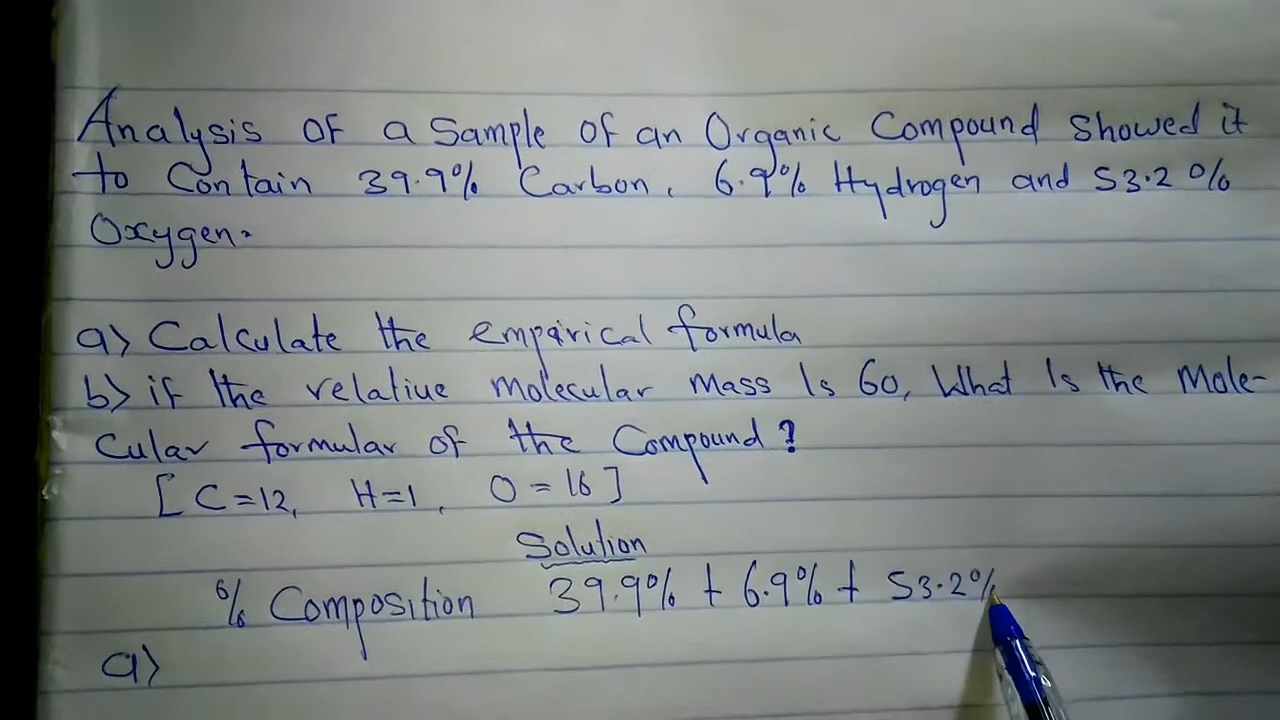 Analysis of a Sample of an Organic Compound Showed it
to Contain 39.9% Carbon, 6.9% Hydrogen and 53.2%
Oxygen.
a) Calculate the empirical formula
b) if the relative molecular mass Is 60, What Is the Mole-
cular formular of the Compound?
[C=12, H=1, O=16]
Solution
% Composition 39.9% + 6.9% + 53.2%
a)